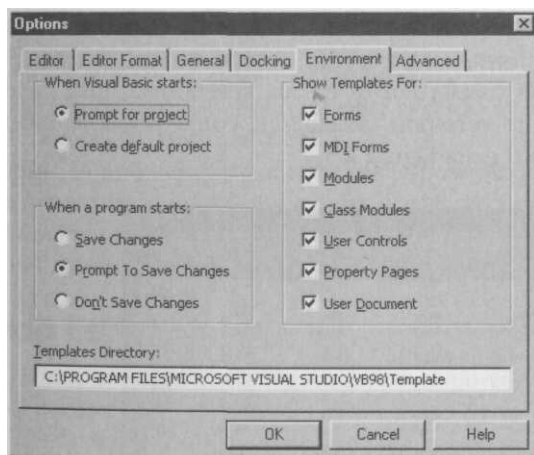 Options
Editor Editor Format General Docking Environment Advanced
When Visual Basic starts:
Prompt for project
Create default project
When a program starts:
Save Changes
Prompt To Save Changes
Don't Save Changes
Show Templates For:
Forms
MDI Forms
Modules
Class Modules
User Controls
Property Pages
User Document
Templates Directory:
C:\PROGRAM FILES\MICROSOFT VISUAL STUDIO\VB98\Template
OK Cancel Help